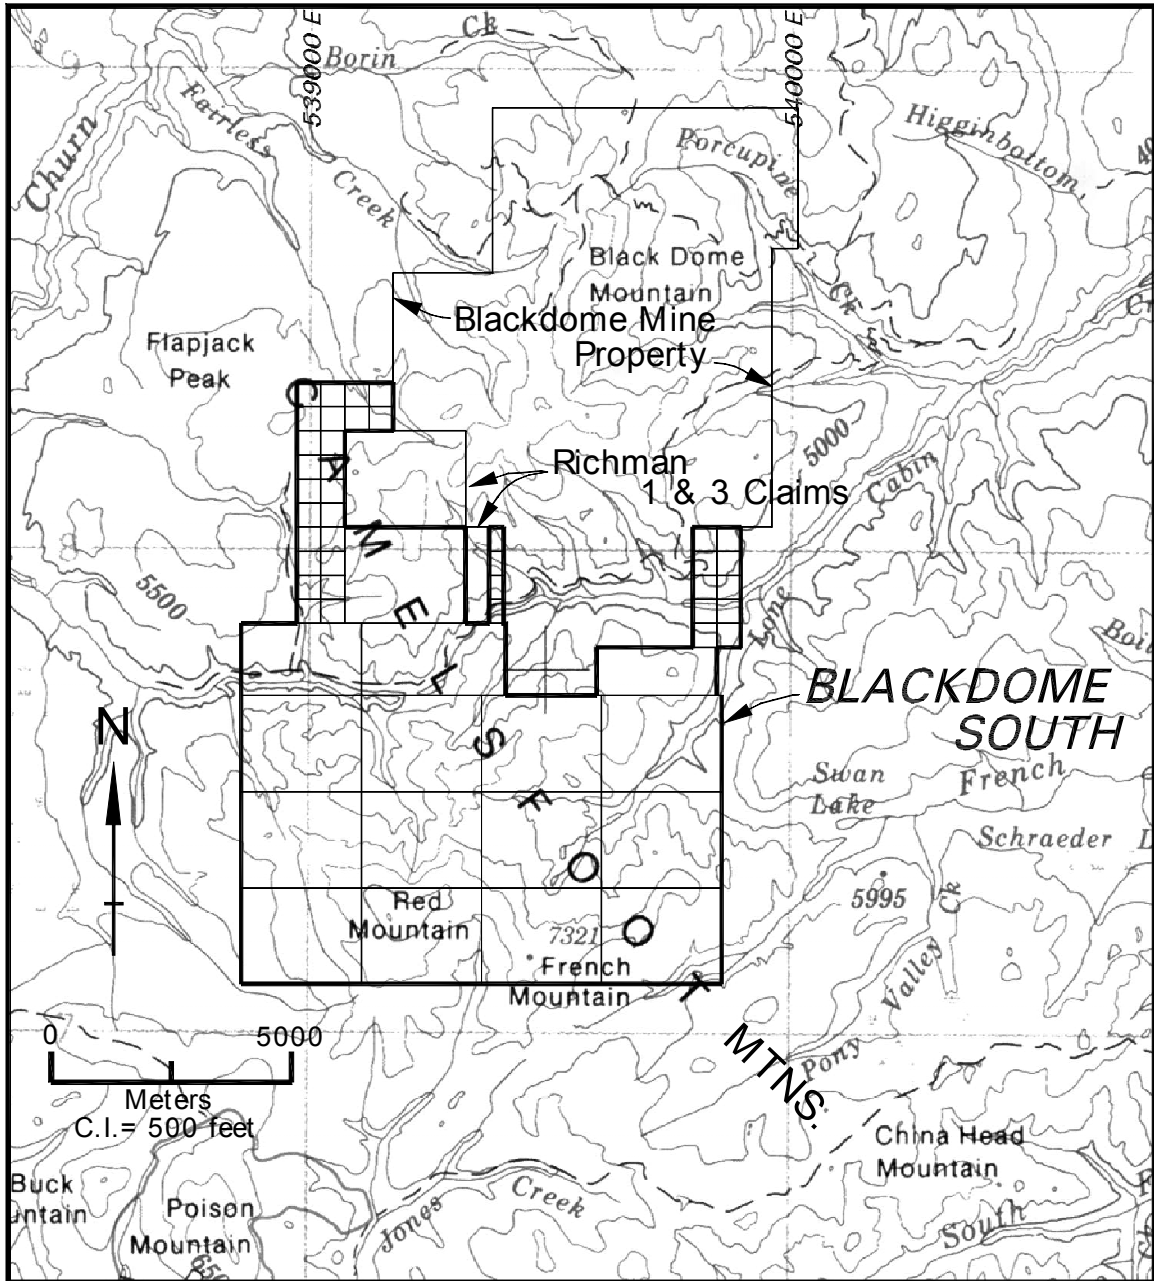 Ck
Borin
539000 E
540000 E
Fairless
Creek
Churn
Higginbottom
Porcupine
Ck
Black Dome
Mountain
Blackdome Mine
Property
Flapjack
Peak
Richman
1 & 3 Claims
5000
Cabin
Lone
5500
CAMELSFOOT
MTNS.
BLACKDOME
SOUTH
N
Swan
Lake
French
Schraeder L
5995
Ck
Valley
Pony
Red
Mountain
7321
French
Mountain
0 5000
Meters
C.I.= 500 feet
China Head
Mountain
Buck
untain
Poison
Mountain
Jones
Creek
South